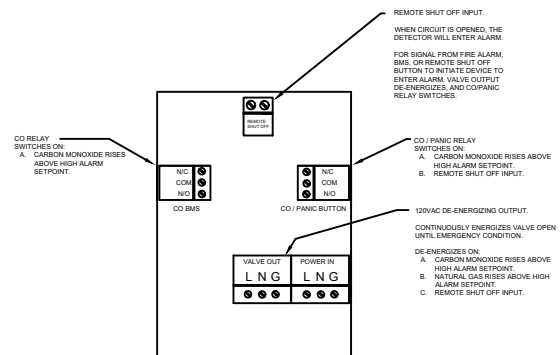 REMOTE SHUT OFF INPUT.
WHEN CIRCUIT IS OPENED, THE
DETECTOR WILL ENTER ALARM.
FOR SIGNAL FROM FIRE ALARM,
BMS, OR REMOTE SHUT OFF
BUTTON TO INITIATE DEVICE TO
ENTER ALARM. VALVE OUTPUT
DE-ENERGIZES, AND CO/PANIC
RELAY SWITCHES.
REMOTE
SHUT OFF
CO RELAY
SWITCHES ON:
A. CARBON MONOXIDE RISES
ABOVE HIGH ALARM
SETPOINT.
N/C
COM
N/O
CO BMS
N/C
COM
N/O
CO / PANIC BUTTON
CO / PANIC RELAY
SWITCHES ON:
A. CARBON MONOXIDE RISES ABOVE
HIGH ALARM SETPOINT.
B. REMOTE SHUT OFF INPUT.
120VAC DE-ENERGIZING OUTPUT.
CONTINUOUSLY ENERGIZES VALVE OPEN
UNTIL EMERGENCY CONDITION.
DE-ENERGIZES ON:
A. CARBON MONOXIDE RISES ABOVE
HIGH ALARM SETPOINT.
B. NATURAL GAS RISES ABOVE HIGH
ALARM SETPOINT.
C. REMOTE SHUT OFF INPUT.
VALVE OUT
L N G
POWER IN
L N G